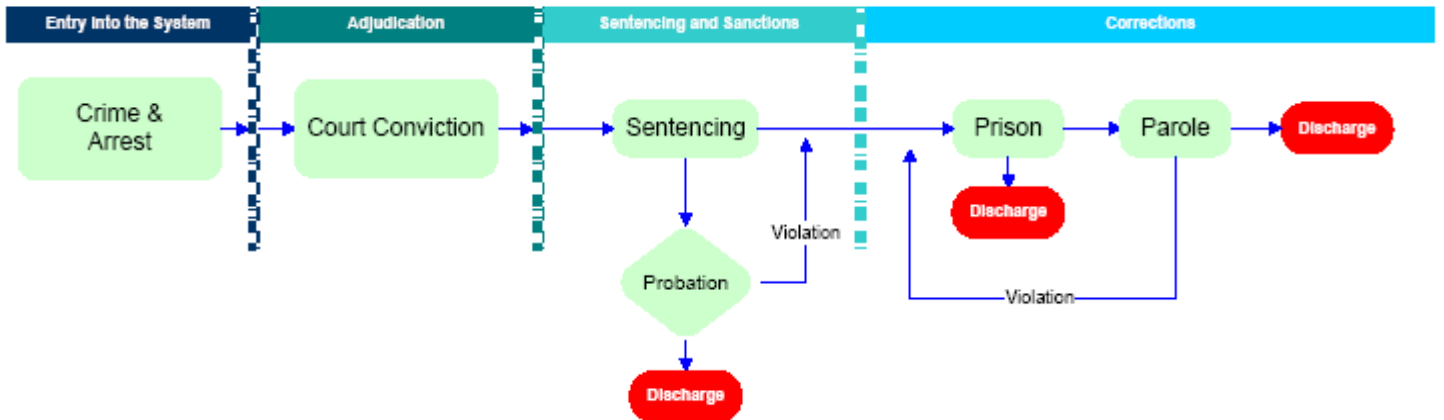 Entry Into the System
Adjudication
Sentencing and Sanctions
Corrections
Crime &
Arrest
Court Conviction
Sentencing
Prison
Parole
Discharge
Discharge
Violation
Probation
Violation
Discharge